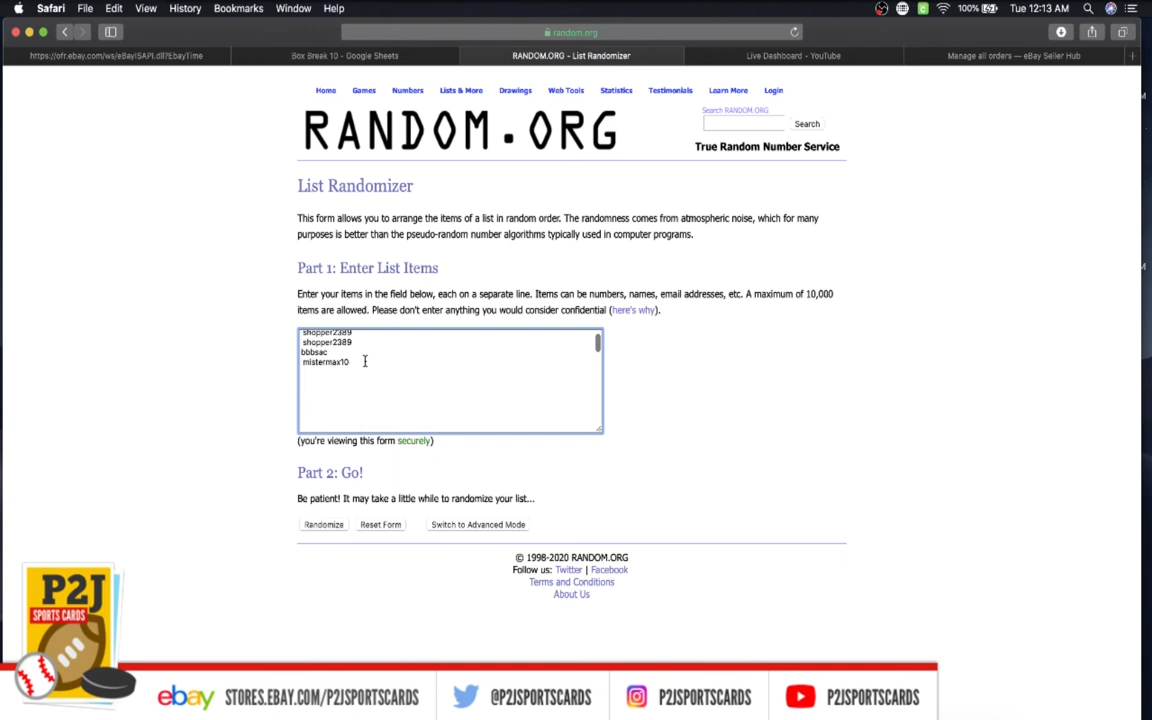 Safari File Edit View History Bookmarks Window Help 100% Tue 12:13 AM
random.org
https://ofr.ebay.com/ws/eBayISAPI.dll?EbayTime Box Break 10 - Google Sheets RANDOM.ORG - List Randomizer Live Dashboard - YouTube Manage all orders — eBay Seller Hub
Home Games Numbers Lists & More Drawings Web Tools Statistics Testimonials Learn More Login
RANDOM.ORG
Search RANDOM.ORG
Search
True Random Number Service
List Randomizer
This form allows you to arrange the items of a list in random order. The randomness comes from atmospheric noise, which for many
purposes is better than the pseudo-random number algorithms typically used in computer programs.
Part 1: Enter List Items
Enter your items in the field below, each on a separate line. Items can be numbers, names, email addresses, etc. A maximum of 10,000
items are allowed. Please don't enter anything you would consider confidential (here's why).
shopper2389
shopper2389
bbbsac
mistermax10
(you're viewing this form securely)
Part 2: Go!
Be patient! It may take a little while to randomize your list...
Randomize Reset Form Switch to Advanced Mode
© 1998-2020 RANDOM.ORG
Follow us: Twitter | Facebook
Terms and Conditions
About Us
P2J
SPORTS CARDS
ebay STORES.EBAY.COM/P2JSPORTSCARDS @P2JSPORTSCARDS P2JSPORTSCARDS P2JSPORTSCARDS